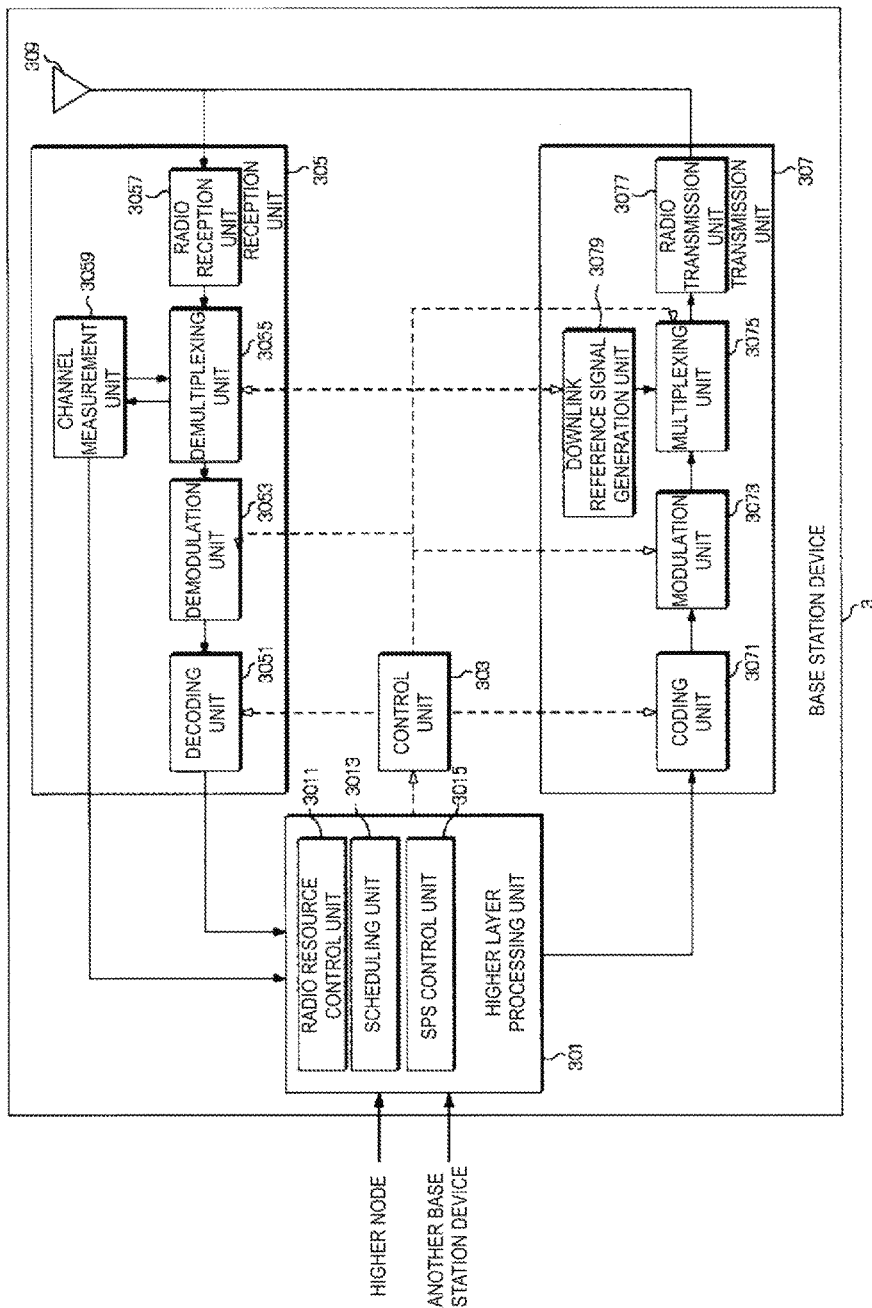 309
3057
RADIO
RECEPTION
UNIT
RECEPTION UNIT
305
3059
CHANNEL
MEASUREMENT
UNIT
DEMULTIPLEXING
UNIT
3055
DEMODULATION
UNIT
3053
DECODING
UNIT
3051
CONTROL
UNIT
303
3011
RADIO RESOURCE
CONTROL UNIT
3013
SCHEDULING UNIT
3015
SPS CONTROL UNIT
HIGHER LAYER
PROCESSING UNIT
301
HIGHER NODE
ANOTHER BASE
STATION DEVICE
3079
DOWNLINK
REFERENCE SIGNAL
GENERATION UNIT
3077
RADIO
TRANSMISSION
UNIT
TRANSMISSION UNIT
307
MULTIPLEXING
UNIT
3075
MODULATION
UNIT
3073
CODING
UNIT
3071
BASE STATION DEVICE
3